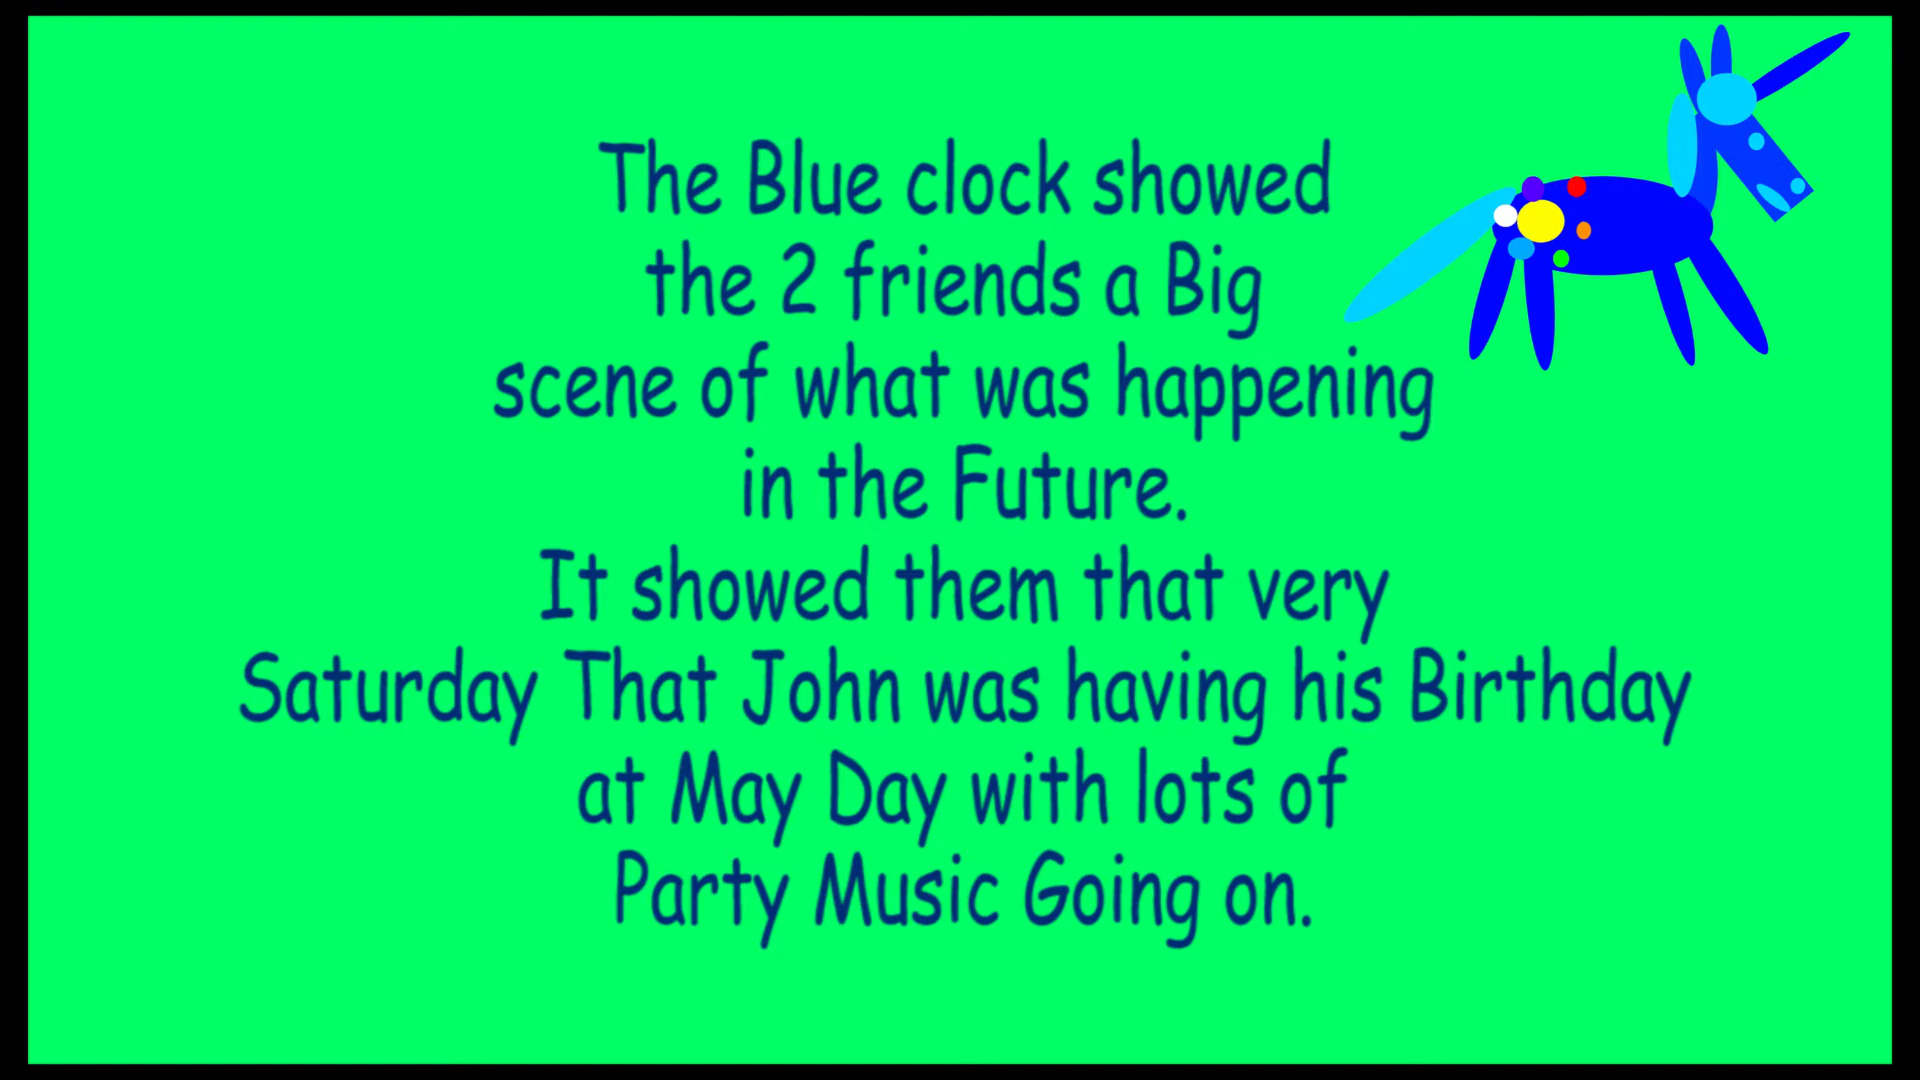 The Blue clock showed
the 2 friends a Big
scene of what was happening
in the Future.
It showed them that very
Saturday That John was having his Birthday
at May Day with lots of
Party Music Going on.